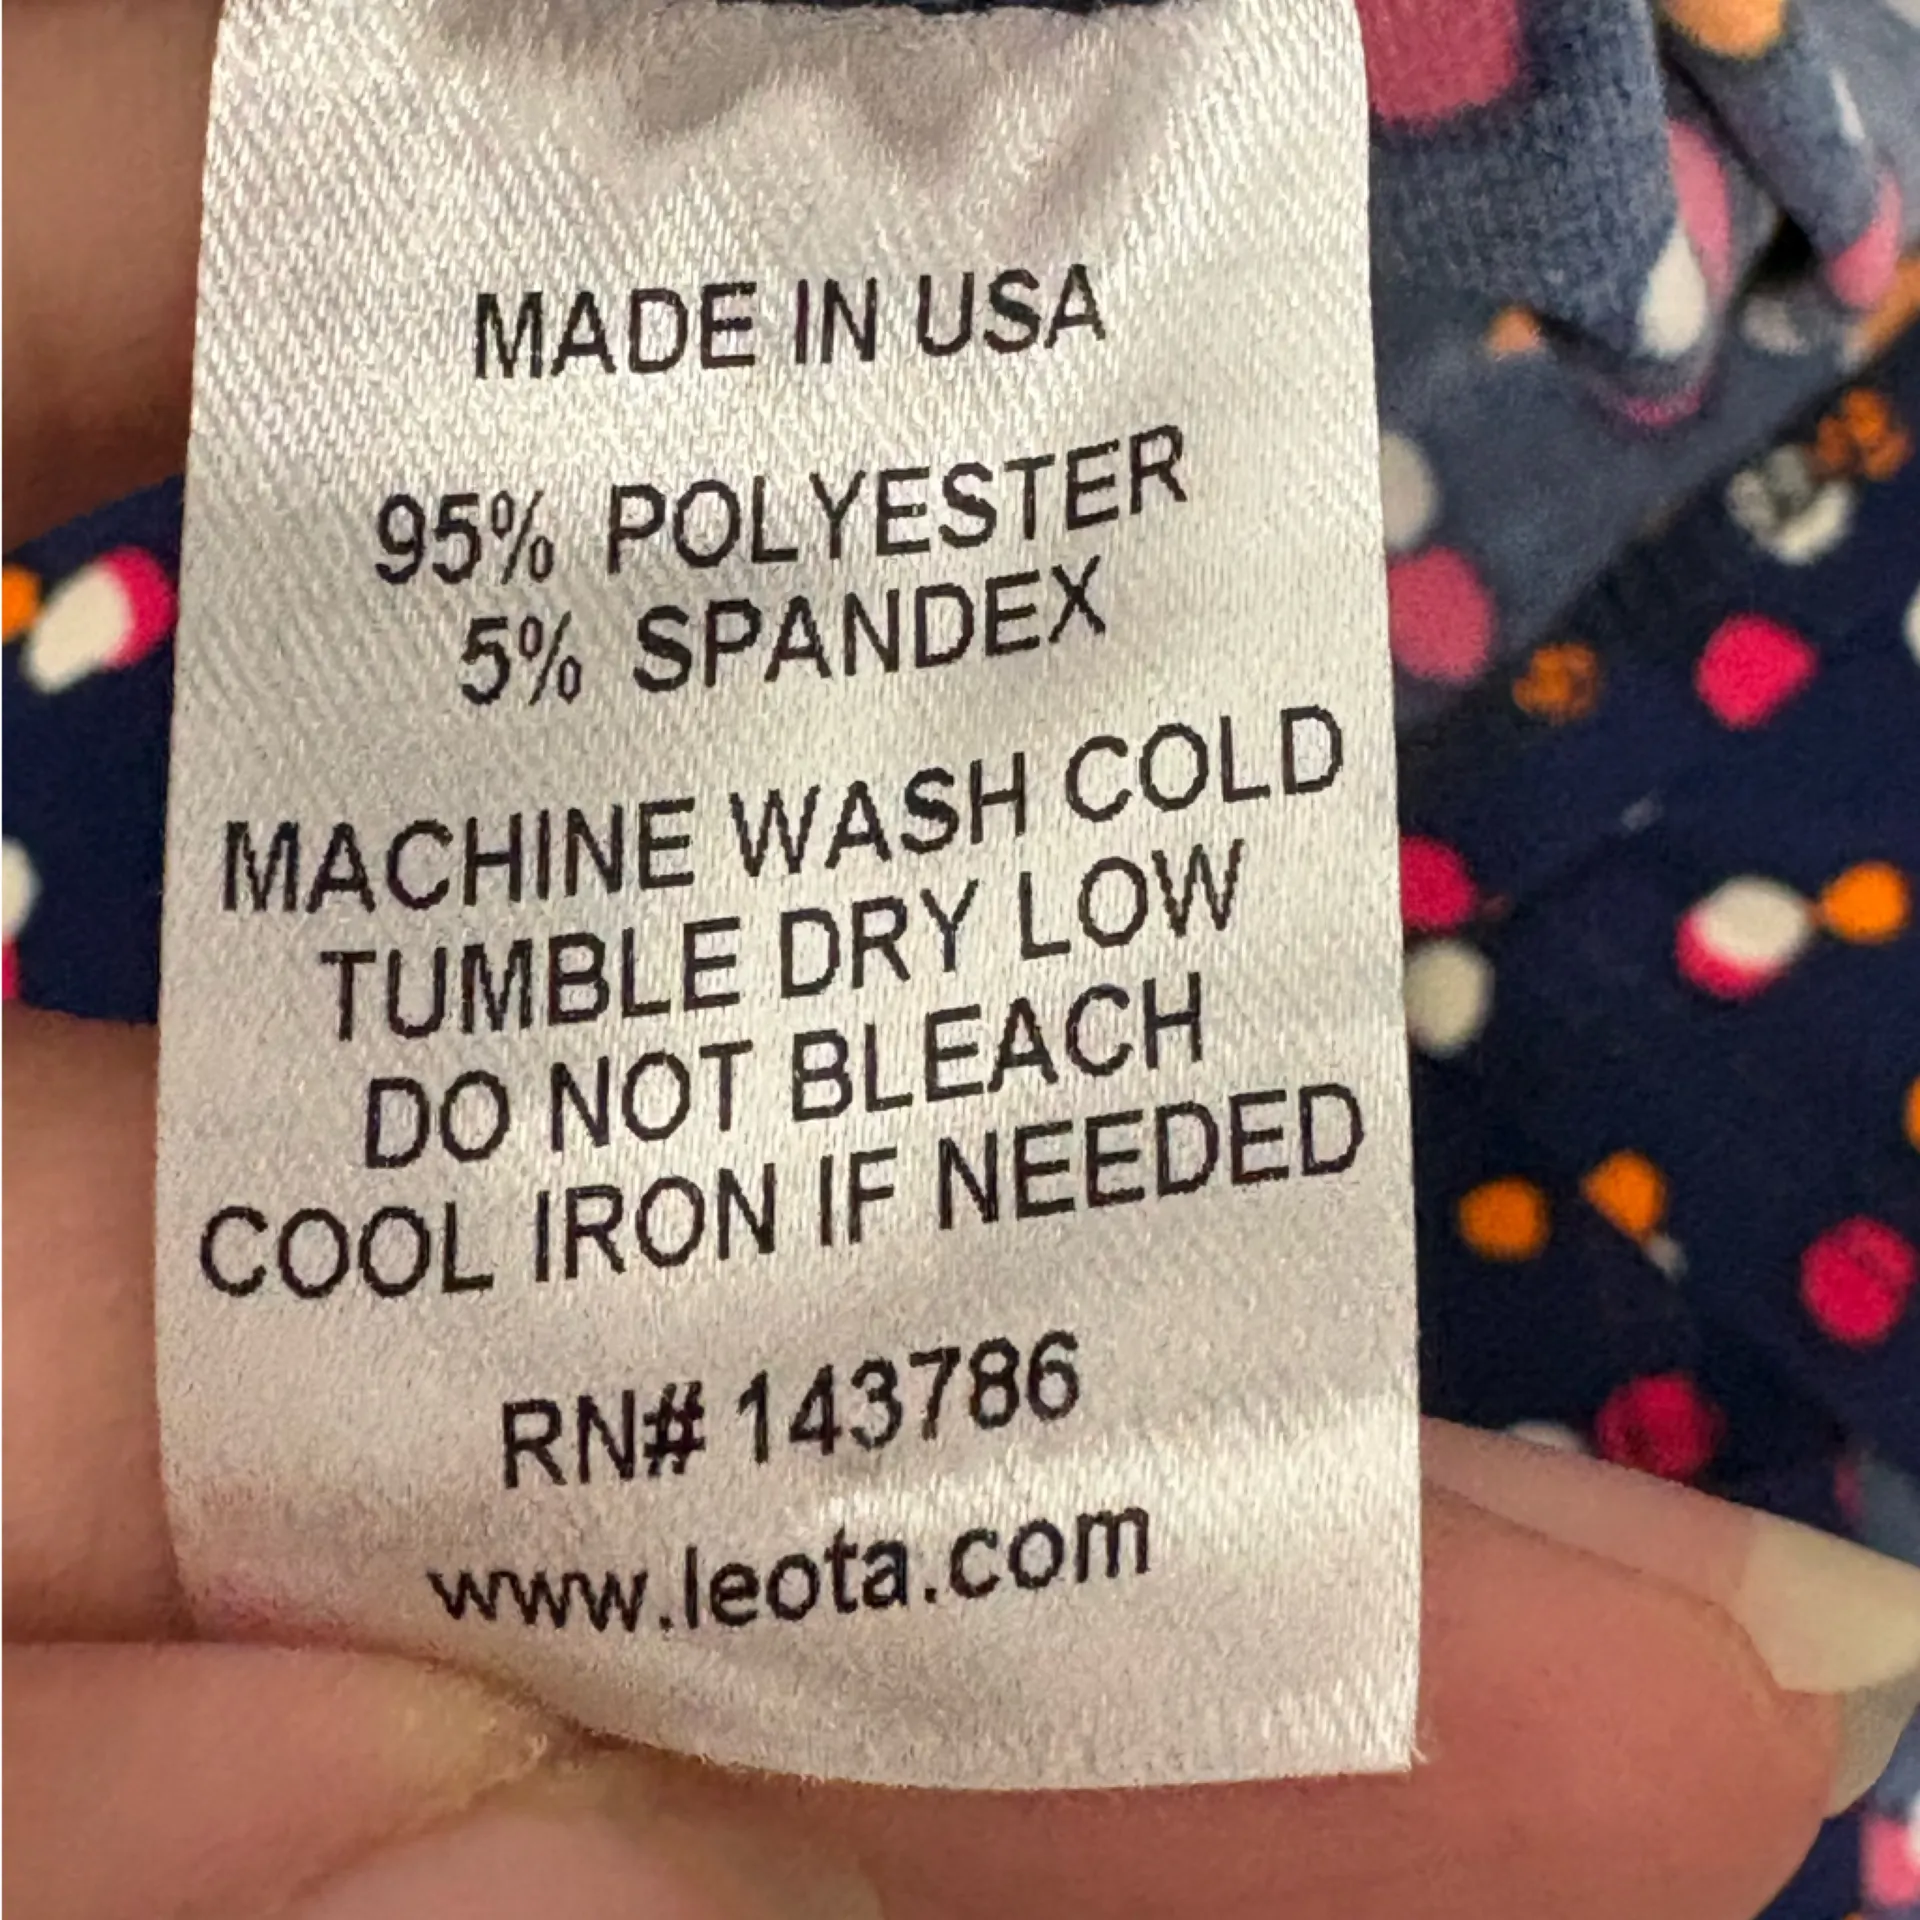 MADE IN USA
95% POLYESTER
5% SPANDEX
MACHINE WASH COLD
TUMBLE DRY LOW
DO NOT BLEACH
COOL IRON IF NEEDED
RN# 143786
www.leota.com